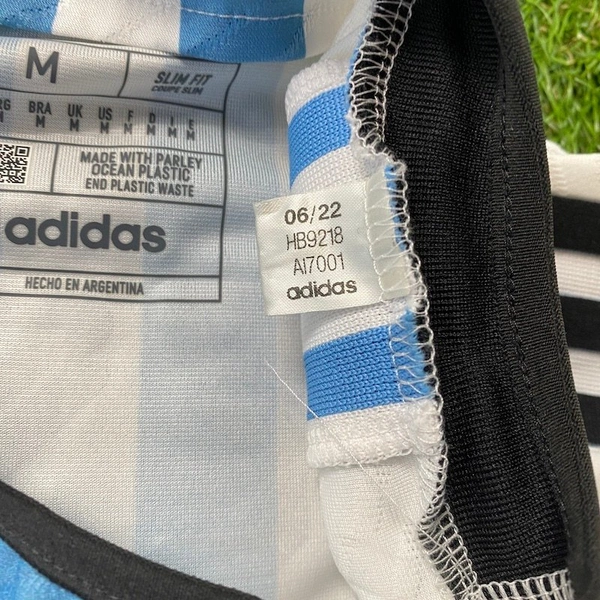 M
SLIM FIT
COUPE SLIM
RG BRA UK US F D L E
M M M M M M M
MADE WITH PARLEY
OCEAN PLASTIC
END PLASTIC WASTE
adidas
HECHO EN ARGENTINA
06/22
HB9218
AI7001
adidas